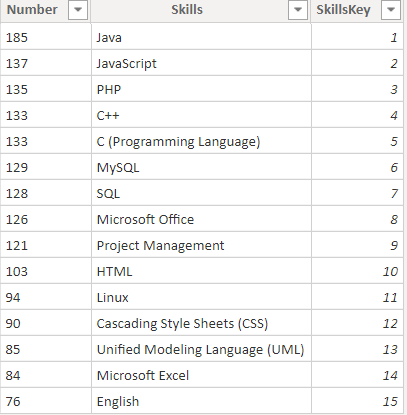 Number Skills SkillsKey
185 Java 1
137 JavaScript 2
135 PHP 3
133 C++ 4
133 C (Programming Language) 5
129 MySQL 6
128 SQL 7
126 Microsoft Office 8
121 Project Management 9
103 HTML 10
94 Linux 11
90 Cascading Style Sheets (CSS) 12
85 Unified Modeling Language (UML) 13
84 Microsoft Excel 14
76 English 15